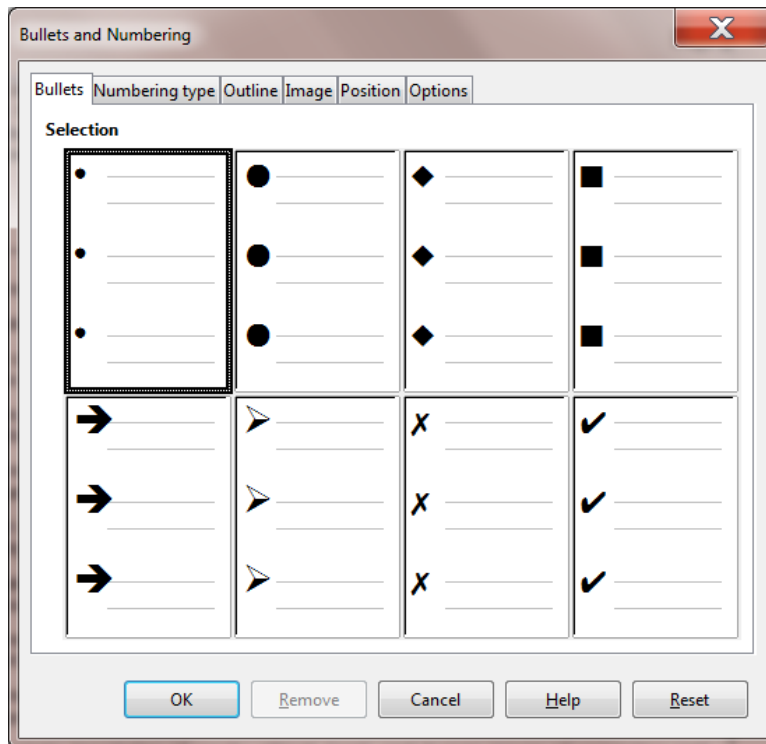 Bullets and Numbering
Bullets Numbering type Outline Image Position Options
Selection
OK Remove Cancel Help Reset